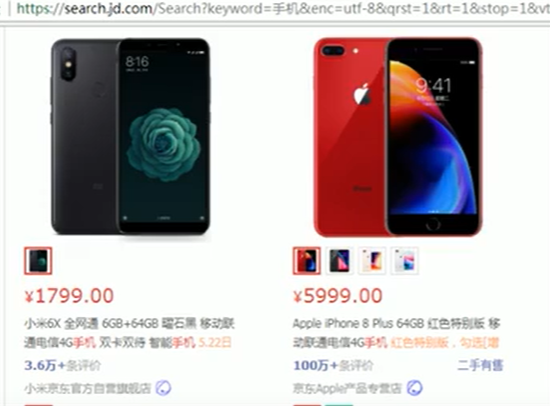 https://search.jd.com/Search?keyword=手机&enc=utf-8&qrst=1&rt=1&stop=1&vt
8:16
9:41
iPhone
¥1799.00
¥5999.00
小米6X 全网通 6GB+64GB 曜石黑 移动联
通电信4G手机 双卡双待 智能手机 5.22日
3.6万+条评价
小米京东自营旗舰店
Apple iPhone 8 Plus 64GB 红色特别版 移
动联通电信4G手机 红色特别版，勾选[增
100万+条评价
二手有售
京东Apple产品专营店